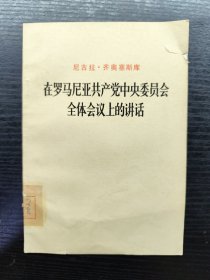 尼古拉·齐奥塞斯库
在罗马尼亚共产党中央委员会
全体会议上的讲话